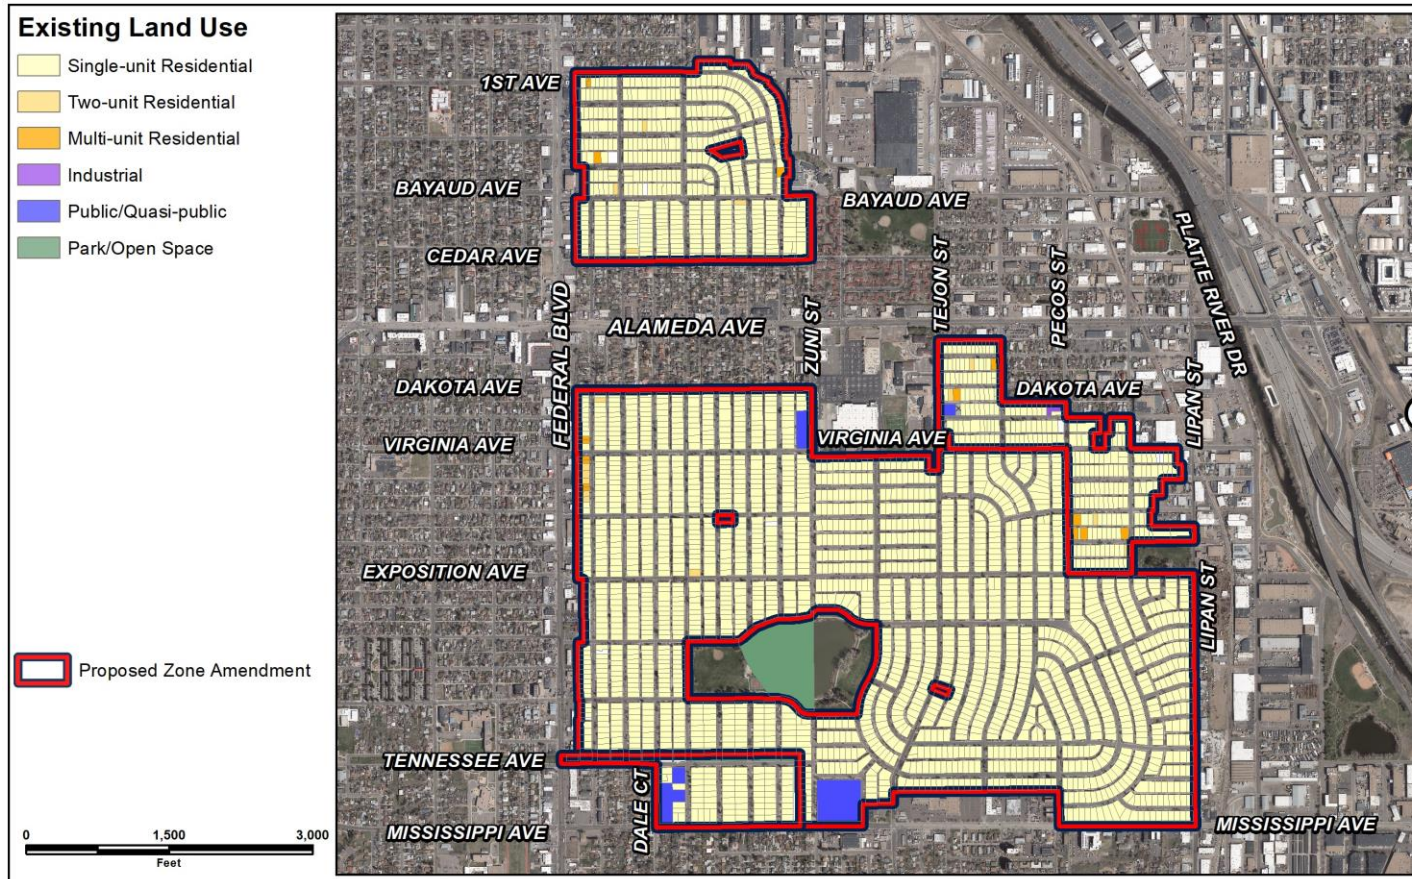 Existing Land Use
Single-unit Residential
Two-unit Residential
Multi-unit Residential
Industrial
Public/Quasi-public
Park/Open Space
Proposed Zone Amendment
0 1,500 3,000
Feet
1ST AVE
BAYAUD AVE
BAYAUD AVE
CEDAR AVE
FEDERAL BLVD
ALAMEDA AVE
ZUNI ST
TEJON ST
PECOS ST
PLATTE RIVER DR
DAKOTA AVE
DAKOTA AVE
LIPAN ST
VIRGINIA AVE
VIRGINIA AVE
EXPOSITION AVE
LIPAN ST
TENNESSEE AVE
DALE CT
MISSISSIPPI AVE
MISSISSIPPI AVE